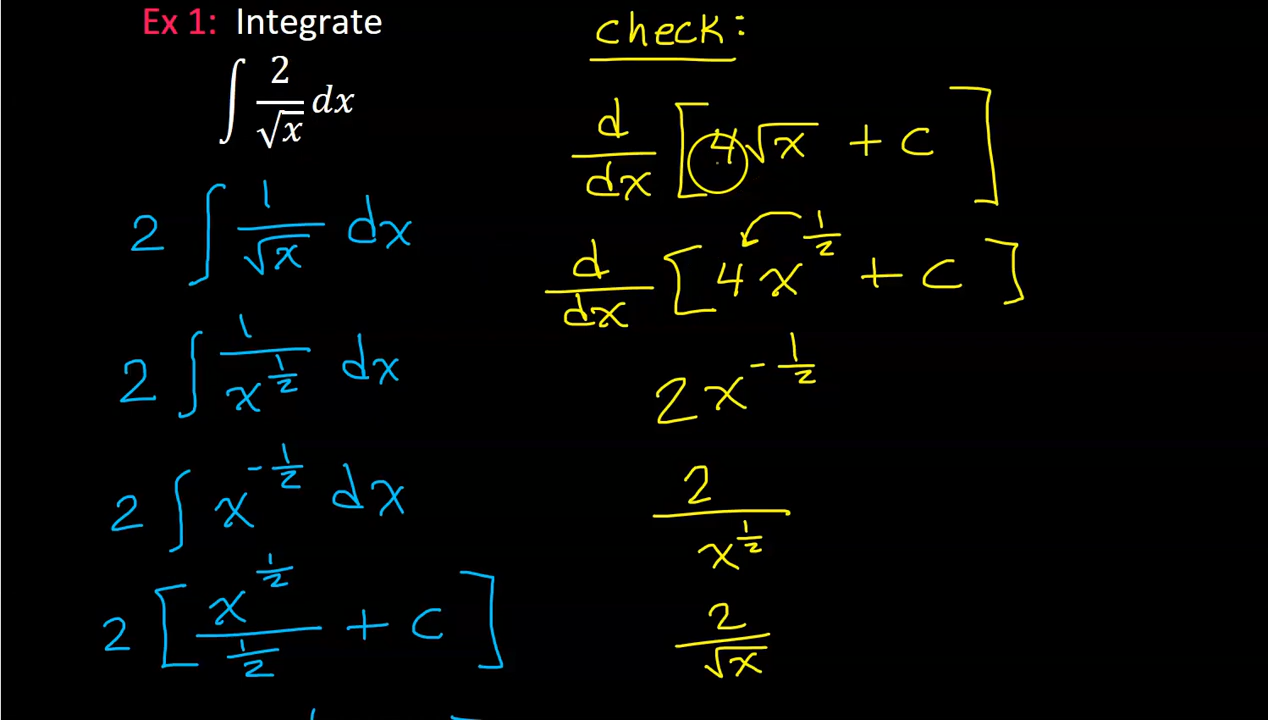 Ex 1: Integrate
∫ 2/√x dx
2 ∫ 1/√x dx
2 ∫ 1/x^(1/2) dx
2 ∫ x^(-1/2) dx
2 [ x^(1/2) / (1/2) + C ]
check:
d/dx [ 4√x + C ]
d/dx [ 4x^(1/2) + C ]
2x^(-1/2)
2/x^(1/2)
2/√x